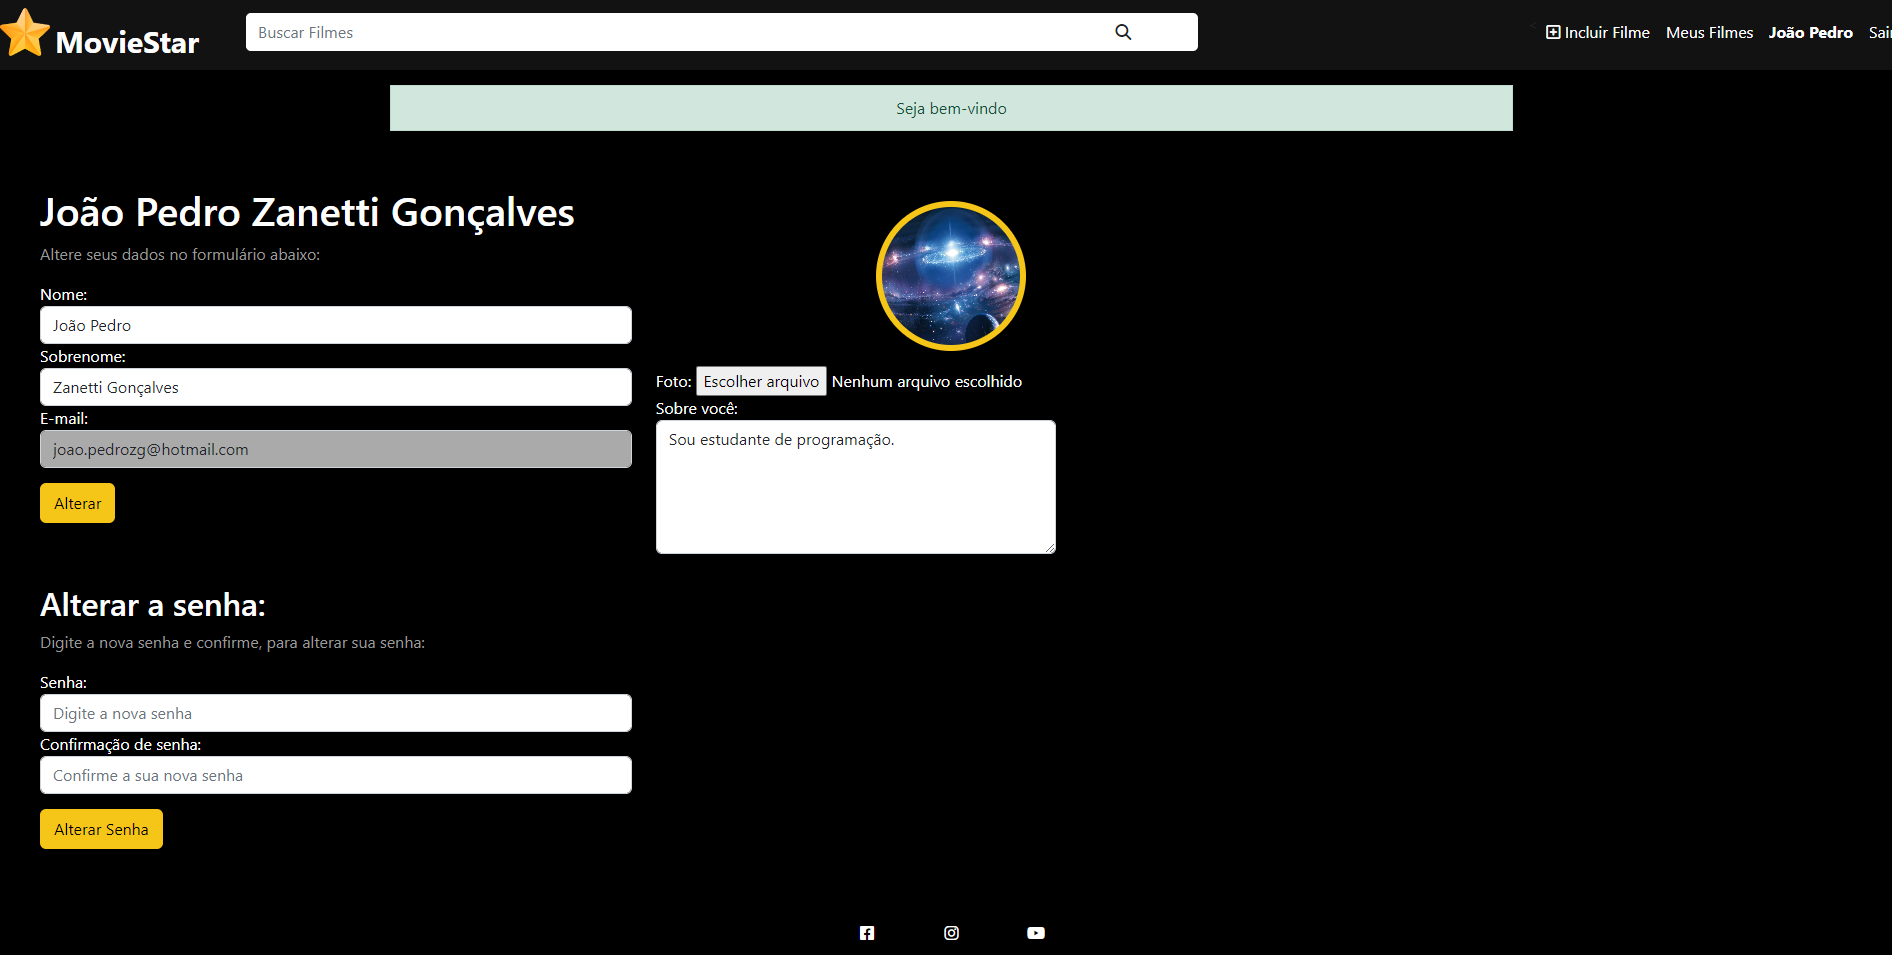 MovieStar
Buscar Filmes
Incluir Filme
Meus Filmes
João Pedro
Sair
Seja bem-vindo
João Pedro Zanetti Gonçalves
Altere seus dados no formulário abaixo:
Nome:
João Pedro
Sobrenome:
Zanetti Gonçalves
E-mail:
joao.pedrozg@hotmail.com
Alterar
Foto: Escolher arquivo Nenhum arquivo escolhido
Sobre você:
Sou estudante de programação.
Alterar a senha:
Digite a nova senha e confirme, para alterar sua senha:
Senha:
Digite a nova senha
Confirmação de senha:
Confirme a sua nova senha
Alterar Senha